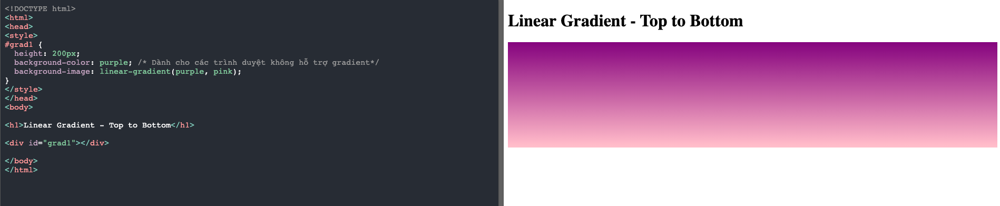 <!DOCTYPE html>
<html>
<head>
<style>
#grad1 {
  height: 200px;
  background-color: purple; /* Dành cho các trình duyệt không hỗ trợ gradient*/
  background-image: linear-gradient(purple, pink);
}
</style>
</head>
<body>
<h1>Linear Gradient - Top to Bottom</h1>
<div id="grad1"></div>
</body>
</html>
Linear Gradient - Top to Bottom